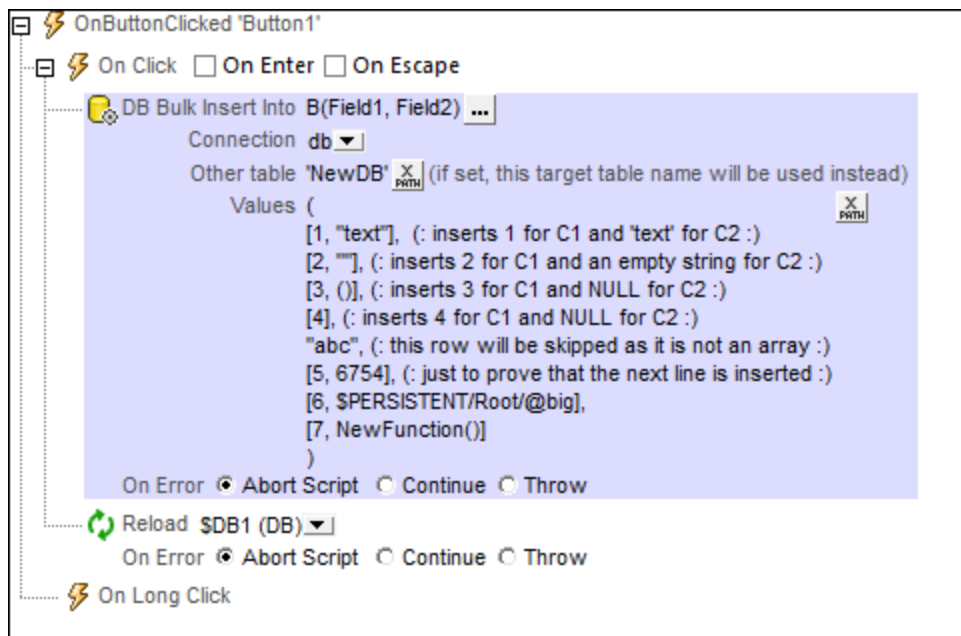 OnButtonClicked 'Button1'
On Click On Enter On Escape
DB Bulk Insert Into B(Field1, Field2) ...
Connection db
Other table 'NewDB' X PATH (if set, this target table name will be used instead)
Values ( X PATH
[1, "text"], (: inserts 1 for C1 and 'text' for C2 :)
[2, ""], (: inserts 2 for C1 and an empty string for C2 :)
[3, ()], (: inserts 3 for C1 and NULL for C2 :)
[4], (: inserts 4 for C1 and NULL for C2 :)
"abc", (: this row will be skipped as it is not an array :)
[5, 6754], (: just to prove that the next line is inserted :)
[6, $PERSISTENT/Root/@big],
[7, NewFunction()]
)
On Error Abort Script Continue Throw
Reload $DB1 (DB)
On Error Abort Script Continue Throw
On Long Click